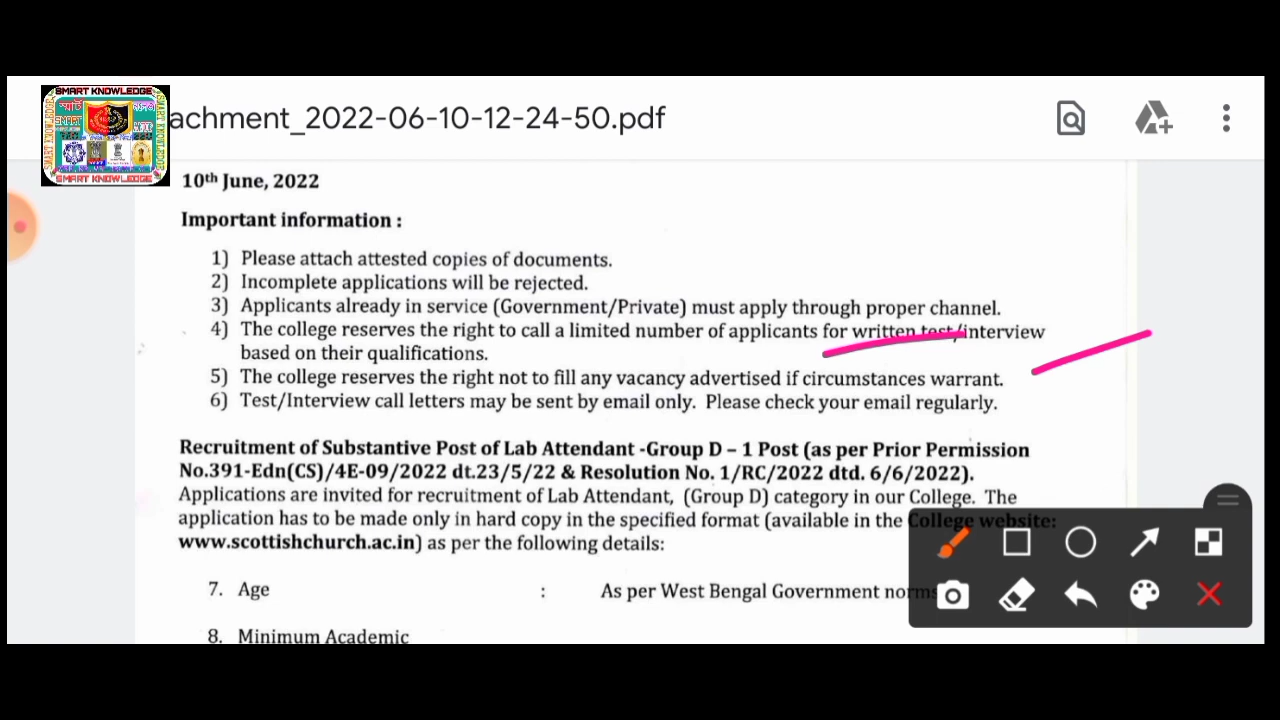 SMART KNOWLEDGE
achment_2022-06-10-12-24-50.pdf
10th June, 2022
Important information :
1) Please attach attested copies of documents.
2) Incomplete applications will be rejected.
3) Applicants already in service (Government/Private) must apply through proper channel.
4) The college reserves the right to call a limited number of applicants for written test/interview
based on their qualifications.
5) The college reserves the right not to fill any vacancy advertised if circumstances warrant.
6) Test/Interview call letters may be sent by email only. Please check your email regularly.
Recruitment of Substantive Post of Lab Attendant -Group D – 1 Post (as per Prior Permission
No.391-Edn(CS)/4E-09/2022 dt.23/5/22 & Resolution No. 1/RC/2022 dtd. 6/6/2022).
Applications are invited for recruitment of Lab Attendant, (Group D) category in our College. The
application has to be made only in hard copy in the specified format (available in the College website:
www.scottishchurch.ac.in) as per the following details:
7. Age : As per West Bengal Government norms
8. Minimum Academic